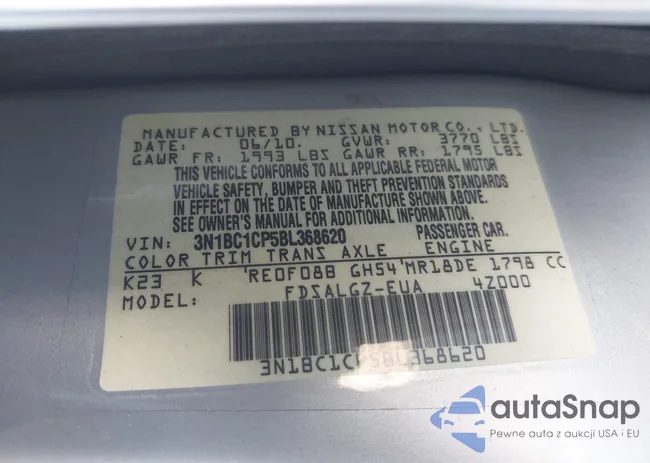 MANUFACTURED BY NISSAN MOTOR CO., LTD.
DATE: 06/10. GVWR: 3770 LBS
GAWR FR: 1993 LBS GAWR RR: 1795 LBS
THIS VEHICLE CONFORMS TO ALL APPLICABLE FEDERAL MOTOR
VEHICLE SAFETY, BUMPER AND THEFT PREVENTION STANDARDS
IN EFFECT ON THE DATE OF MANUFACTURE SHOWN ABOVE.
SEE OWNER'S MANUAL FOR ADDITIONAL INFORMATION.
VIN: 3N1BC1CP5BL368620 PASSENGER CAR.
COLOR TRIM TRANS AXLE ENGINE
K23 K RE0F08B GH54 MR18DE 1798 CC
MODEL: FDSALGZ-EUA 4Z000
3N1BC1CP5BL368620
autaSnap
Pewne auta z aukcji USA i EU